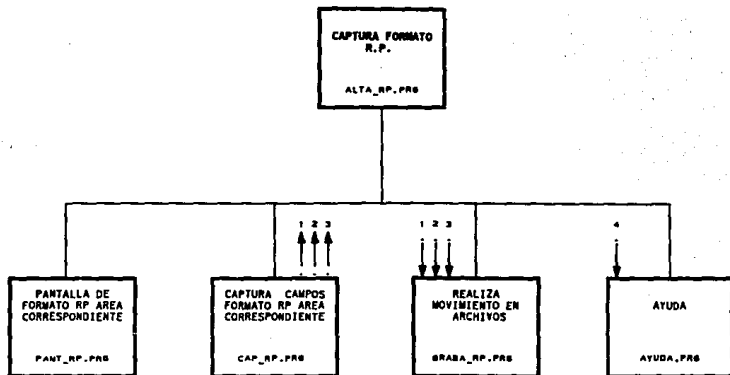 CAPTURA FORMATO
R.P.
ALTA_RP.PRG
1 2 3
1 2 3
4
PANTALLA DE
FORMATO RP AREA
CORRESPONDIENTE
PANT_RP.PRG
CAPTURA CAMPOS
FORMATO RP AREA
CORRESPONDIENTE
CAP_RP.PRG
REALIZA
MOVIMIENTO EN
ARCHIVOS
GRABA_RP.PRG
AYUDA
AYUDA.PRG